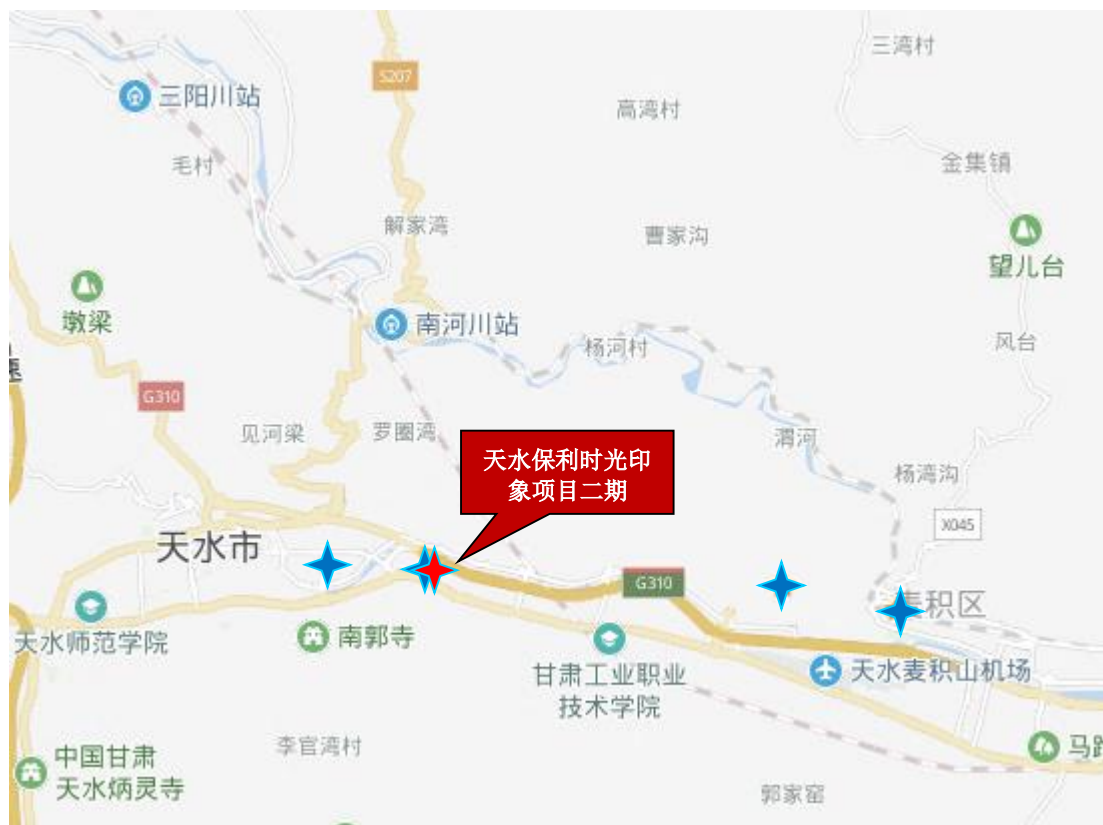 三湾村
S207
三阳川站
高湾村
毛村
金集镇
解家湾
曹家沟
望儿台
墩梁
南河川站
杨河村
风台
G310
见河梁
罗圈湾
渭河
天水保利时光印
象项目二期
杨湾沟
X045
天水市
G310
麦积区
天水师范学院
南郭寺
甘肃工业职业
技术学院
天水麦积山机场
李官湾村
中国甘肃
天水炳灵寺
郭家窑